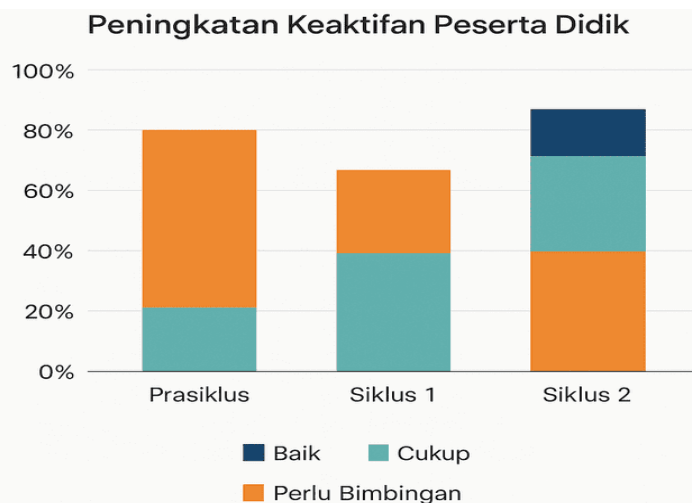 Peningkatan Keaktifan Peserta Didik
100%
80%
60%
40%
20%
0%
Prasiklus Siklus 1 Siklus 2
Baik Cukup
Perlu Bimbingan